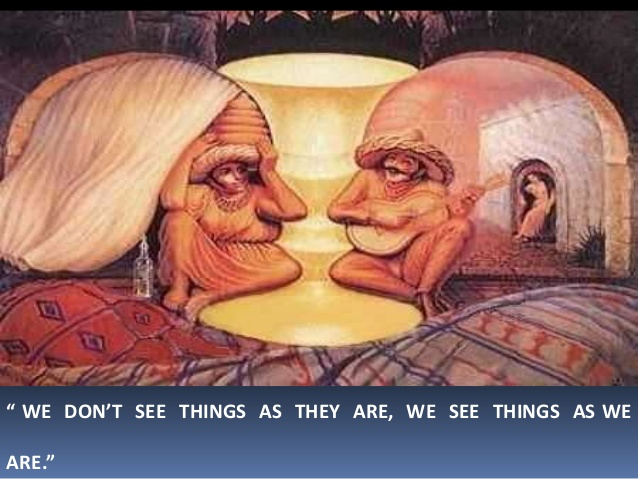 “ WE DON’T SEE THINGS AS THEY ARE, WE SEE THINGS AS WE
ARE.”